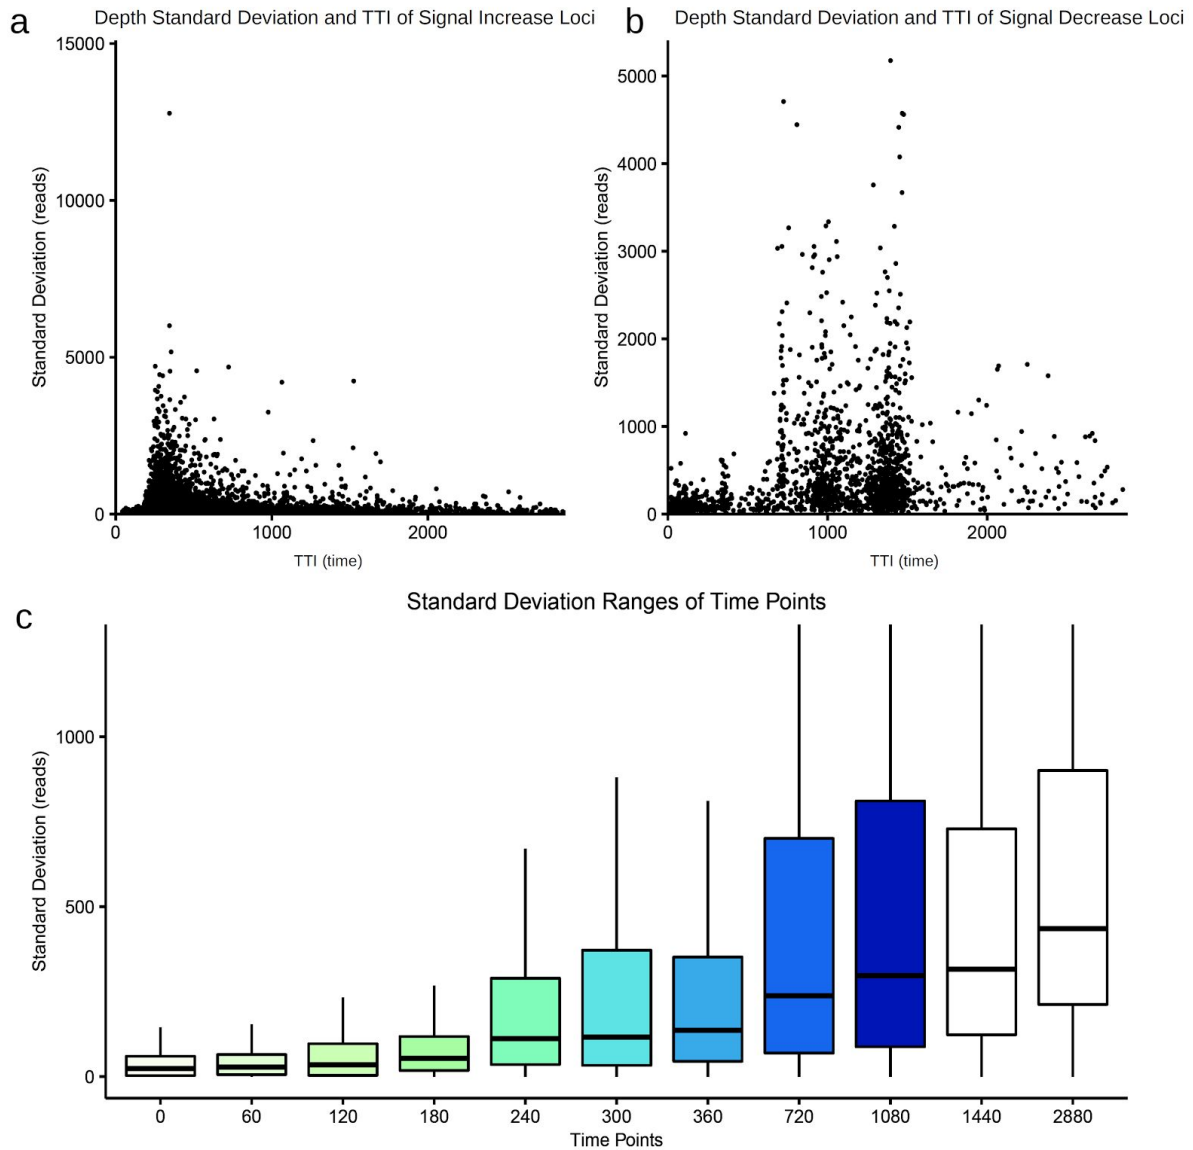 a
Depth Standard Deviation and TTI of Signal Increase Loci
15000
10000
5000
0
Standard Deviation (reads)
0 1000 2000
TTI (time)
b
Depth Standard Deviation and TTI of Signal Decrease Loci
5000
4000
3000
2000
1000
0
Standard Deviation (reads)
0 1000 2000
TTI (time)
c
Standard Deviation Ranges of Time Points
1000
500
0
Standard Deviation (reads)
0 60 120 180 240 300 360 720 1080 1440 2880
Time Points